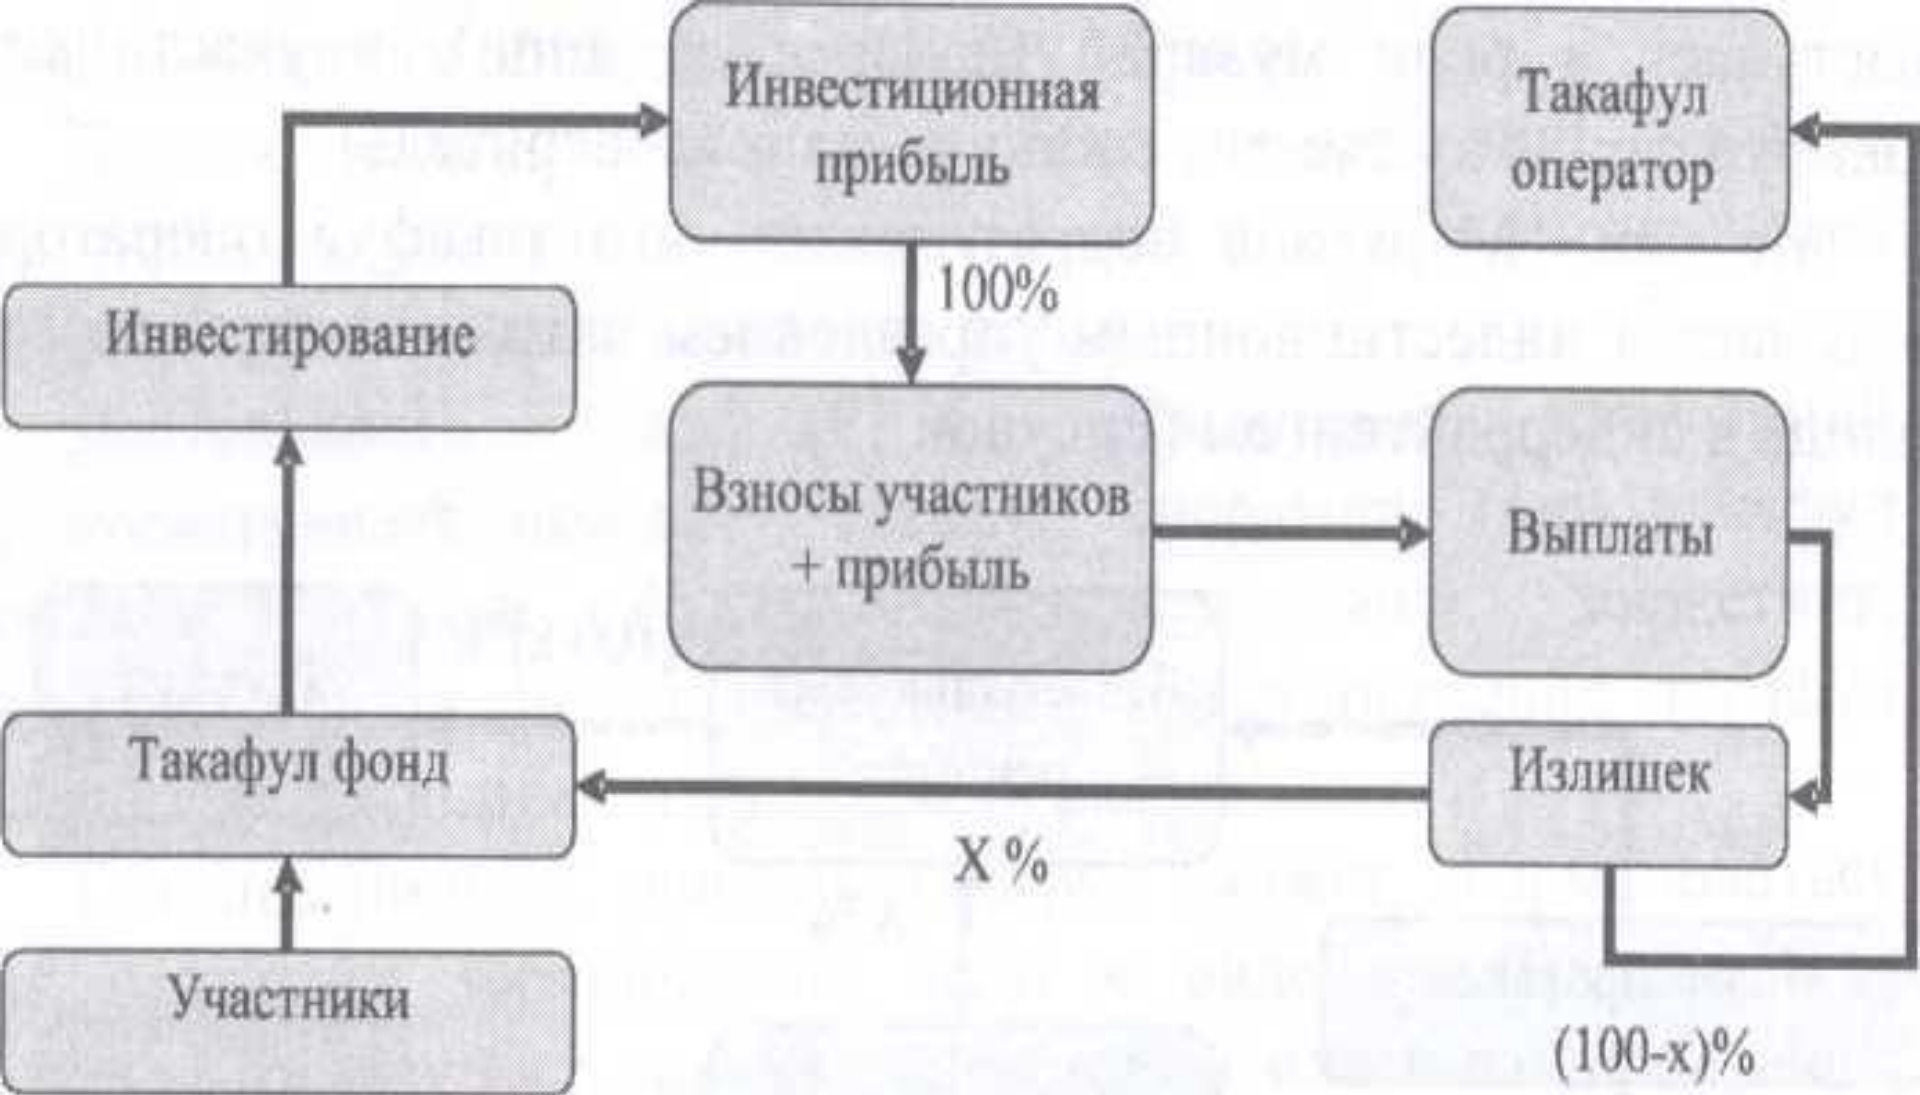 Инвестиционная
прибыль
Такафул
оператор
100%
Инвестирование
Взносы участников
+ прибыль
Выплаты
Такафул фонд
Излишек
X %
Участники
(100-x)%